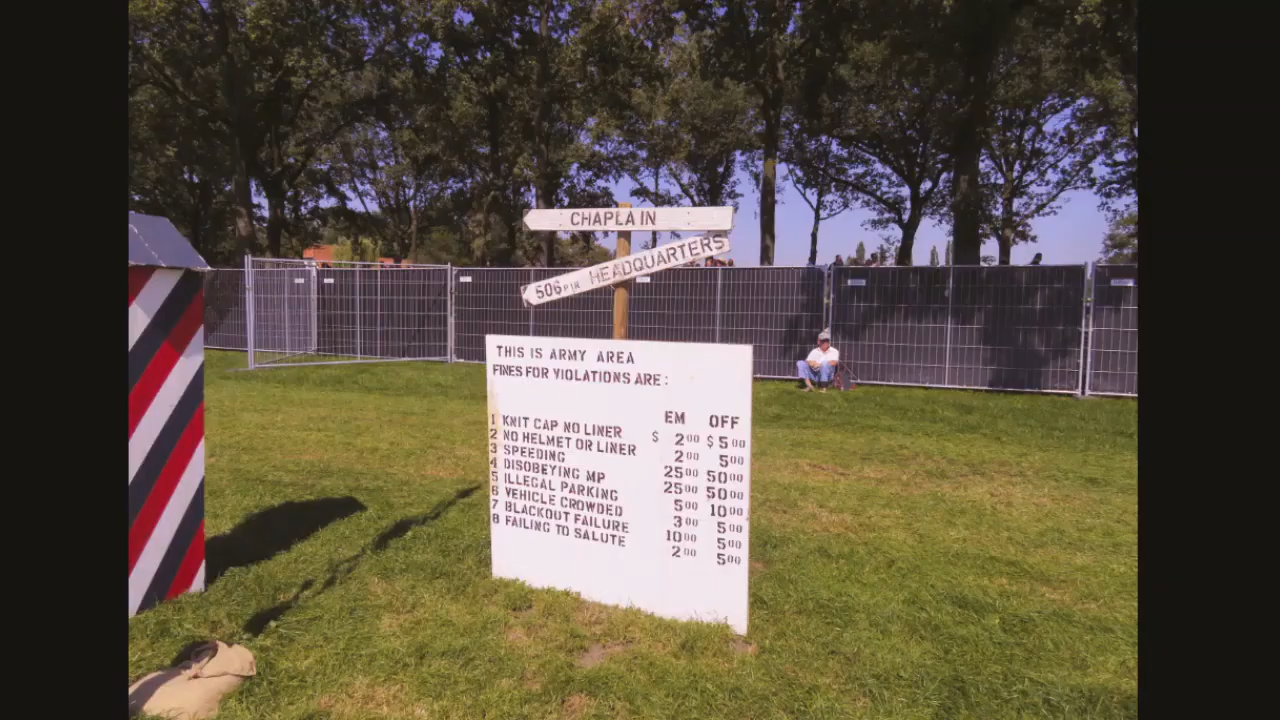 CHAPLAIN
506 PIR HEADQUARTERS
THIS IS ARMY AREA
FINES FOR VIOLATIONS ARE:
EM OFF
1 KNIT CAP NO LINER $ 2 00 $ 5 00
2 NO HELMET OR LINER 2 00 5 00
3 SPEEDING 25 00 50 00
4 DISOBEYING MP 25 00 50 00
5 ILLEGAL PARKING 5 00 10 00
6 VEHICLE CROWDED 3 00 5 00
7 BLACKOUT FAILURE 10 00 5 00
8 FAILING TO SALUTE 2 00 5 00